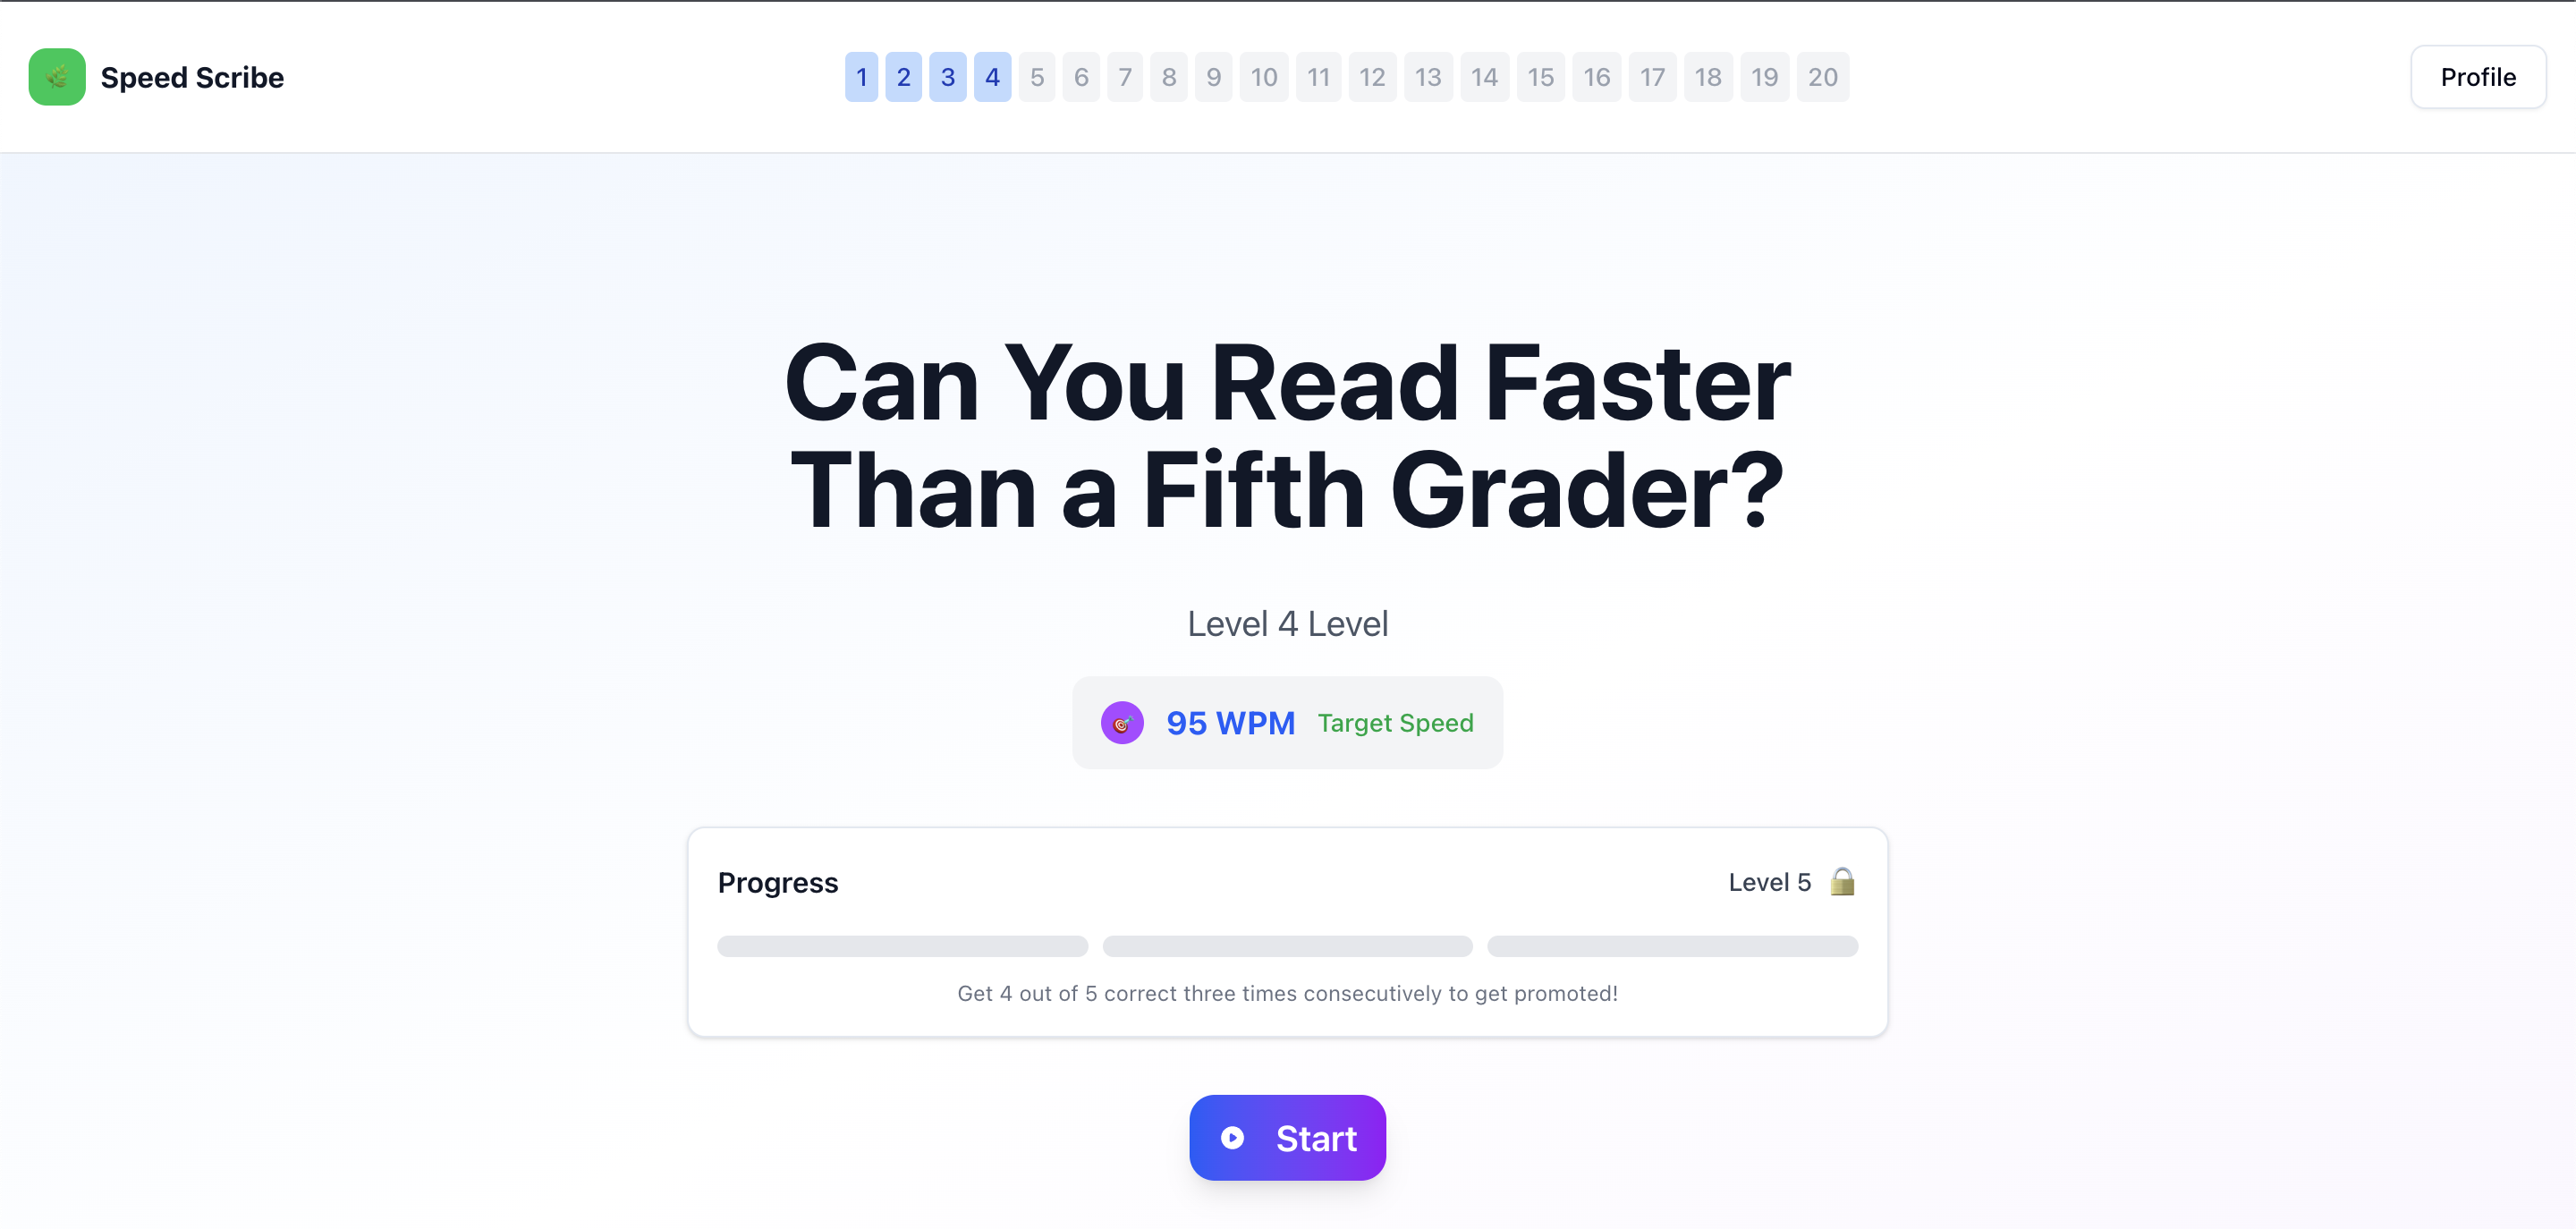 Speed Scribe
1 2 3 4 5 6 7 8 9 10 11 12 13 14 15 16 17 18 19 20
Profile
Can You Read Faster
Than a Fifth Grader?
Level 4 Level
95 WPM Target Speed
Progress
Level 5
Get 4 out of 5 correct three times consecutively to get promoted!
Start